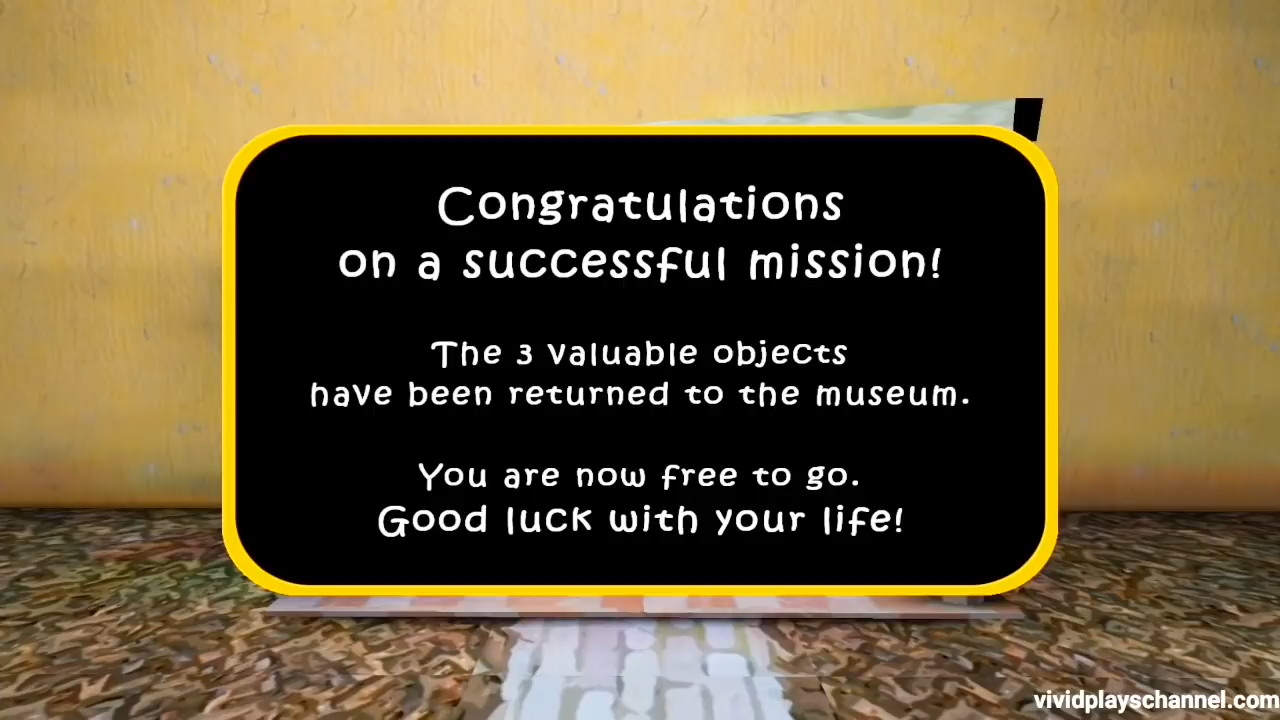 Congratulations
on a successful mission!
The 3 valuable objects
have been returned to the museum.
You are now free to go.
Good luck with your life!
vividplayschannel.com